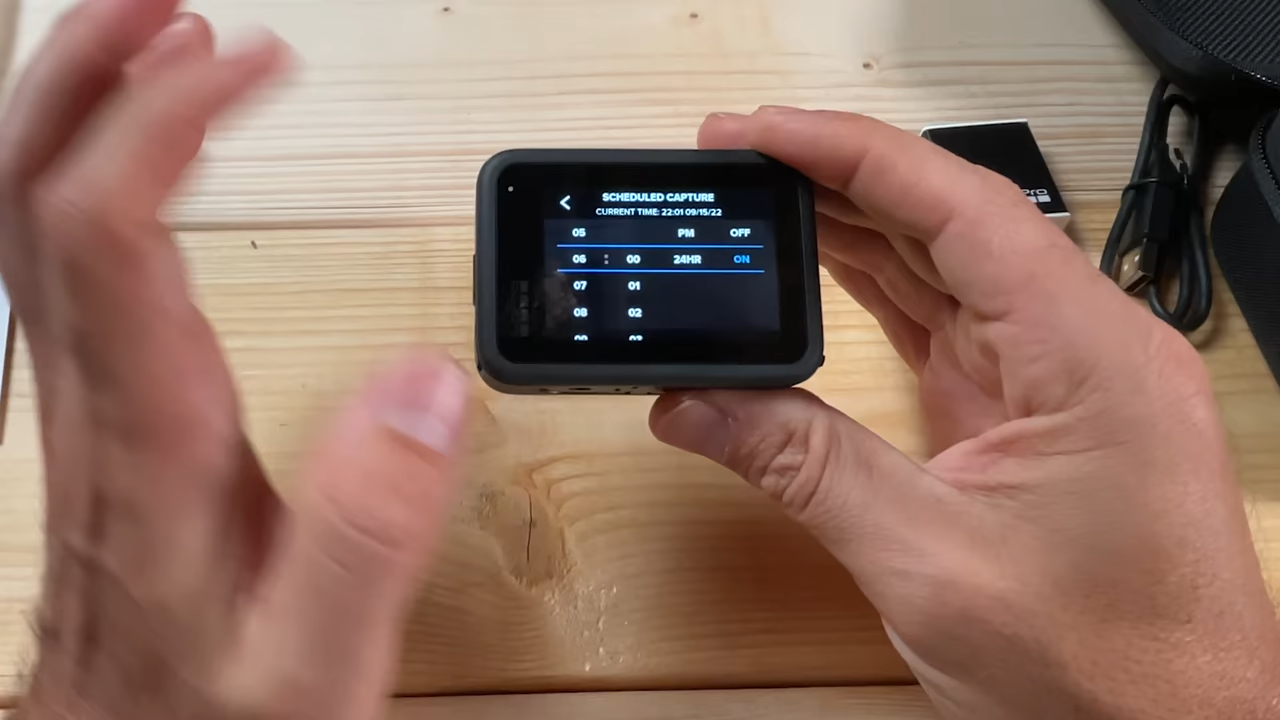 SCHEDULED CAPTURE
CURRENT TIME: 22:01 09/15/22
05 PM OFF
06 : 00 24HR ON
07 01
08 02